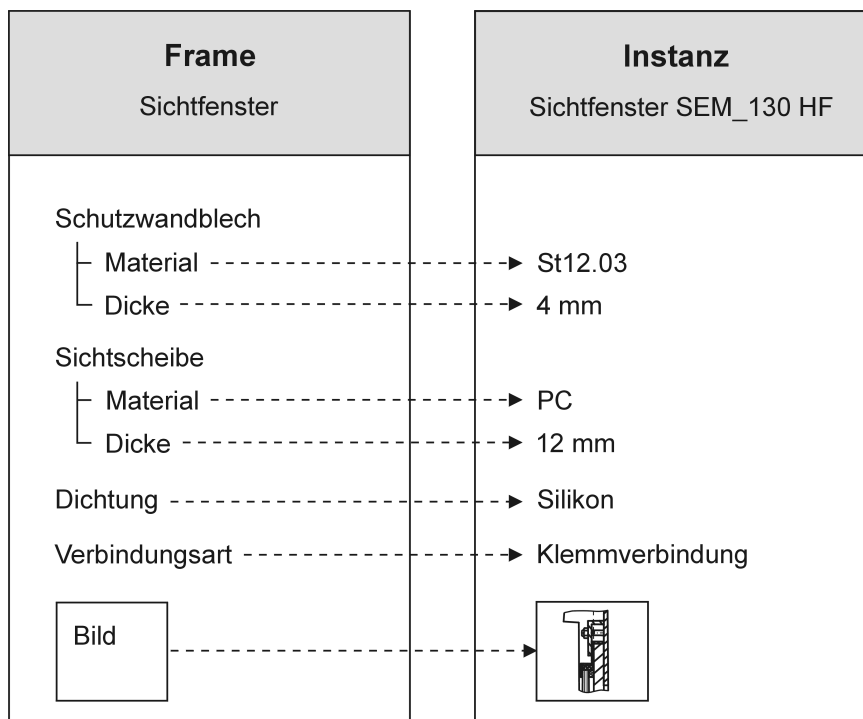 Frame
Sichtfenster
Instanz
Sichtfenster SEM_130 HF
Schutzwandblech
Material
St12.03
Dicke
4 mm
Sichtscheibe
Material
PC
Dicke
12 mm
Dichtung
Silikon
Verbindungsart
Klemmverbindung
Bild